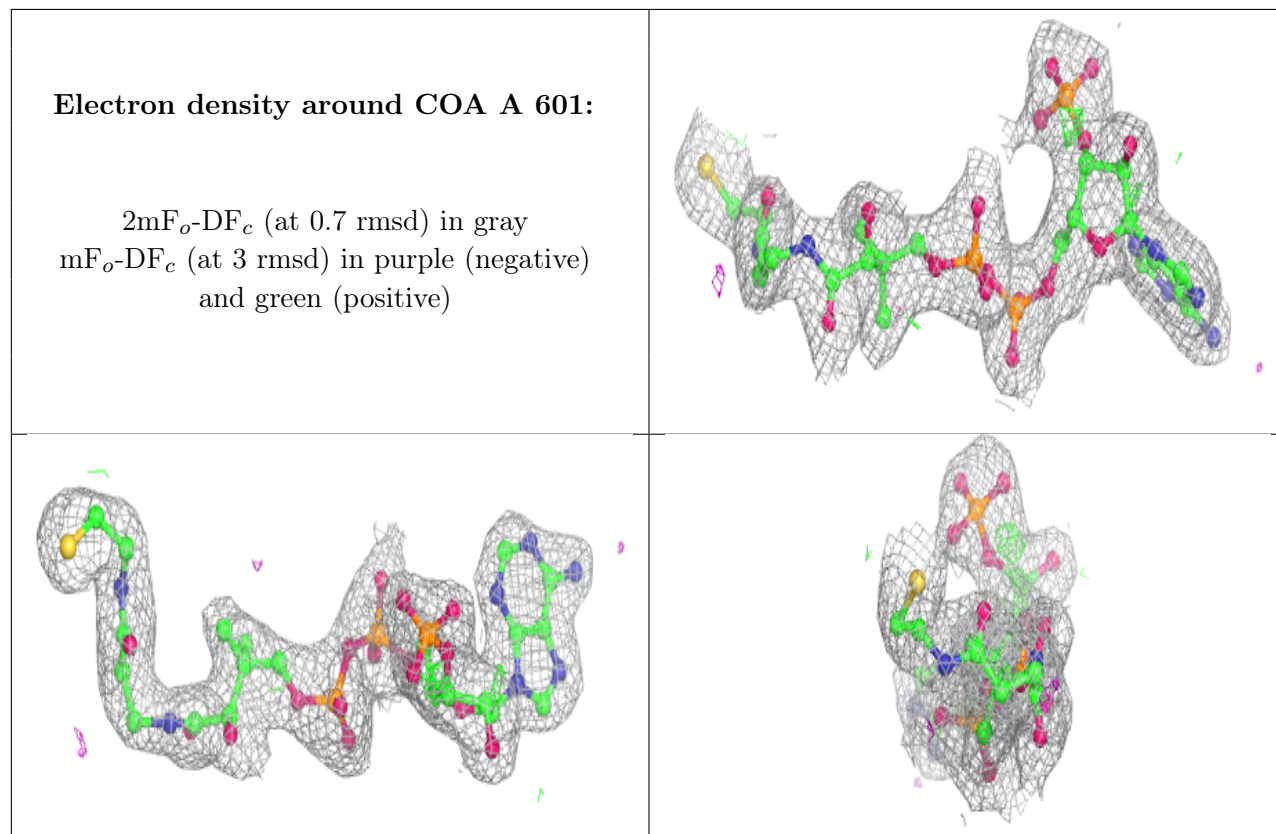 Electron density around COA A 601:
2mFo-DFc (at 0.7 rmsd) in gray
mFo-DFc (at 3 rmsd) in purple (negative)
and green (positive)